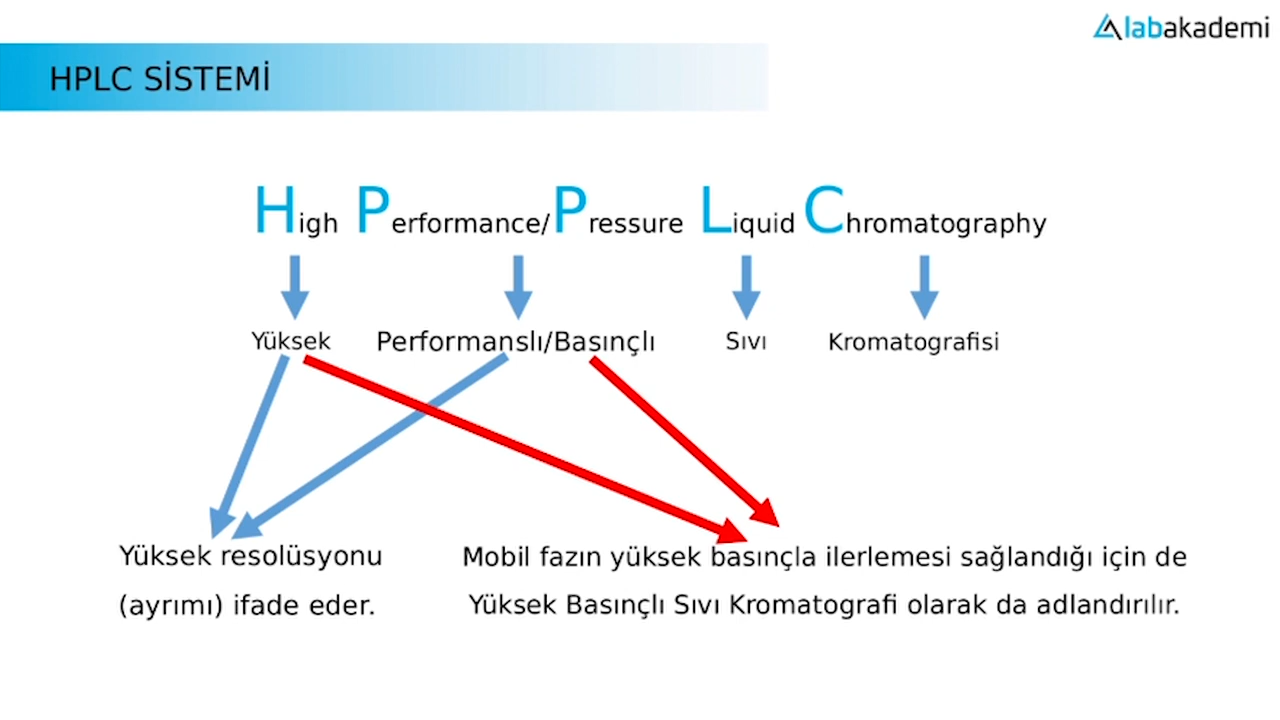 labakademi
HPLC SİSTEMİ
High Performance/Pressure Liquid Chromatography
Yüksek Performanslı/Basınçlı Sıvı Kromatografisi
Yüksek resolüsyonu
(ayrımı) ifade eder.
Mobil fazın yüksek basınçla ilerlemesi sağlandığı için de
Yüksek Basınçlı Sıvı Kromatografi olarak da adlandırılır.